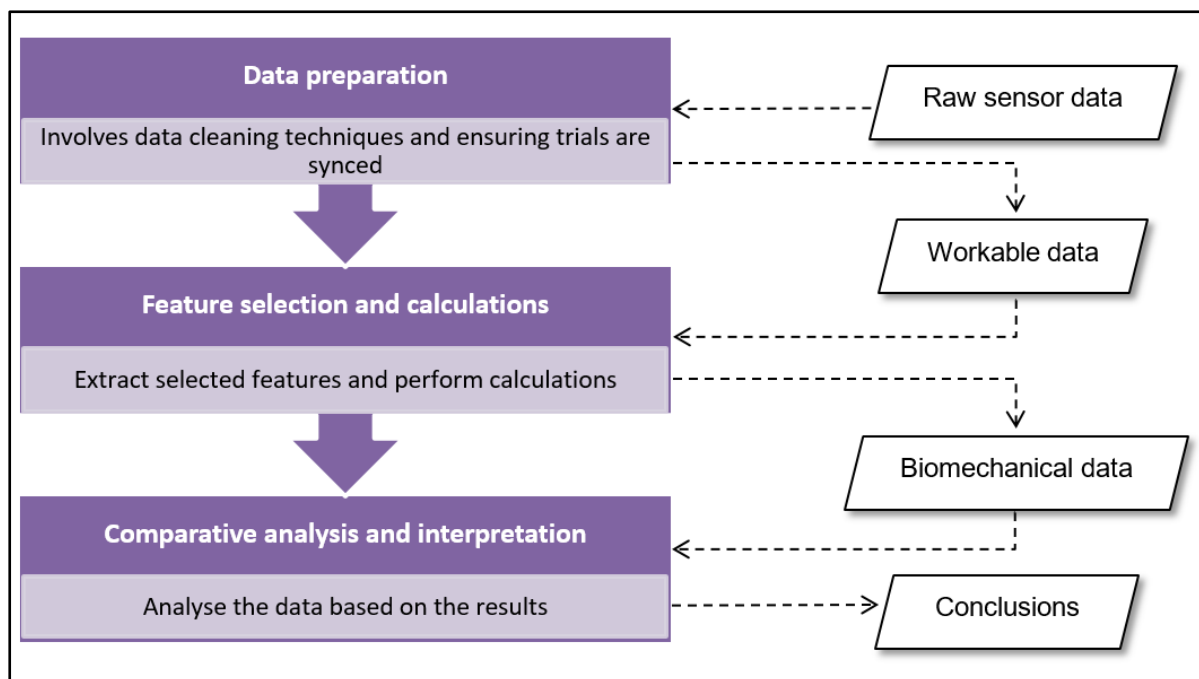 Data preparation
Raw sensor data
Involves data cleaning techniques and ensuring trials are
synced
Workable data
Feature selection and calculations
Extract selected features and perform calculations
Biomechanical data
Comparative analysis and interpretation
Analyse the data based on the results
Conclusions